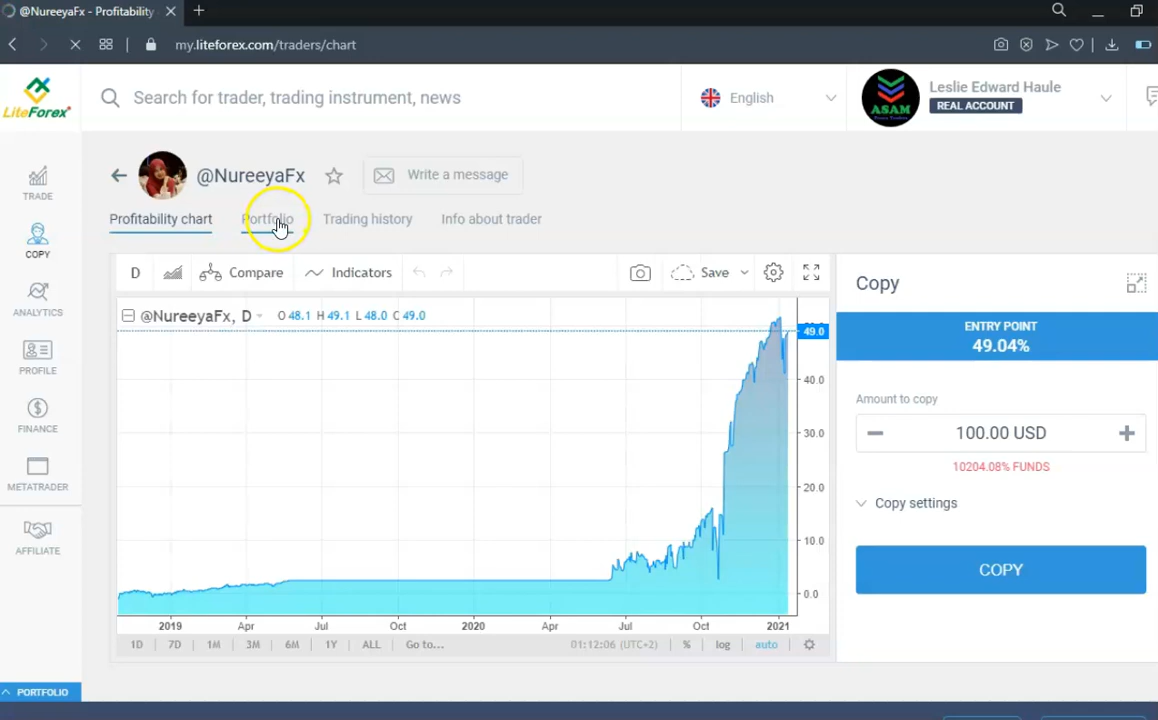 @NureeyaFx - Profitability
my.liteforex.com/traders/chart
LiteForex
Search for trader, trading instrument, news
English
ASAM
Leslie Edward Haule
REAL ACCOUNT
TRADE
COPY
ANALYTICS
PROFILE
FINANCE
METATRADER
AFFILIATE
PORTFOLIO
@NureeyaFx
Write a message
Profitability chart Portfolio Trading history Info about trader
D Compare Indicators Save
@NureeyaFx, D O 48.1 H 49.1 L 48.0 C 49.0
49.0
40.0
30.0
20.0
10.0
0.0
2019 Apr Jul Oct 2020 Apr Jul Oct 2021
1D 7D 1M 3M 6M 1Y ALL Go to... 01:12:06 (UTC+2) % log auto
Copy
ENTRY POINT
49.04%
Amount to copy
100.00 USD
10204.08% FUNDS
Copy settings
COPY